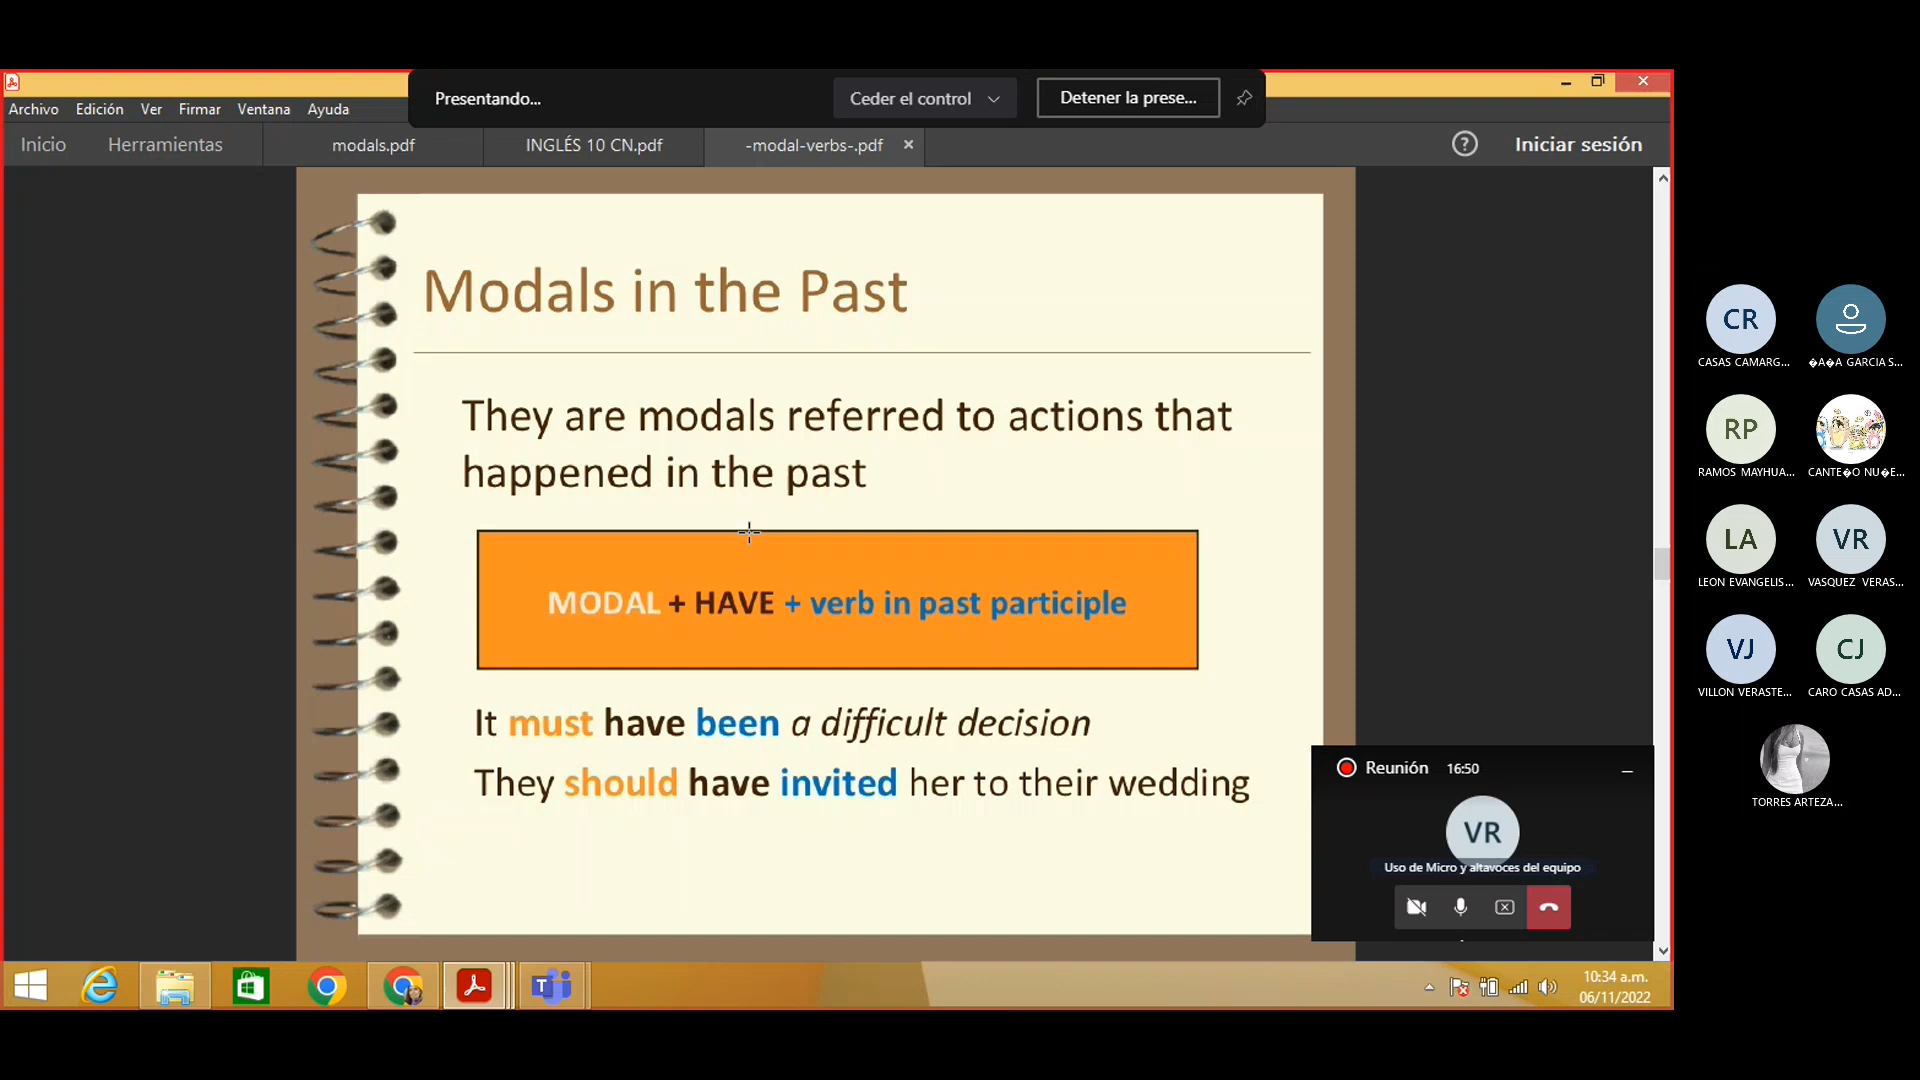 Presentando...
Ceder el control
Detener la prese...
Archivo Edición Ver Firmar Ventana Ayuda
Inicio Herramientas modals.pdf INGLÉS 10 CN.pdf -modal-verbs-.pdf × ? Iniciar sesión
Modals in the Past
They are modals referred to actions that
happened in the past
MODAL + HAVE + verb in past participle
It must have been a difficult decision
They should have invited her to their wedding
Reunión 16:50
VR
Uso de Micro y altavoces del equipo
10:34 a.m.
06/11/2022
CR
CASAS CAMARG...
�A�A GARCIA S...
RP
RAMOS MAYHUA...
CANTE�O NU�E...
LA
LEON EVANGELIS...
VR
VASQUEZ VERAS...
VJ
VILLON VERASTE...
CJ
CARO CASAS AD...
TORRES ARTEZA...